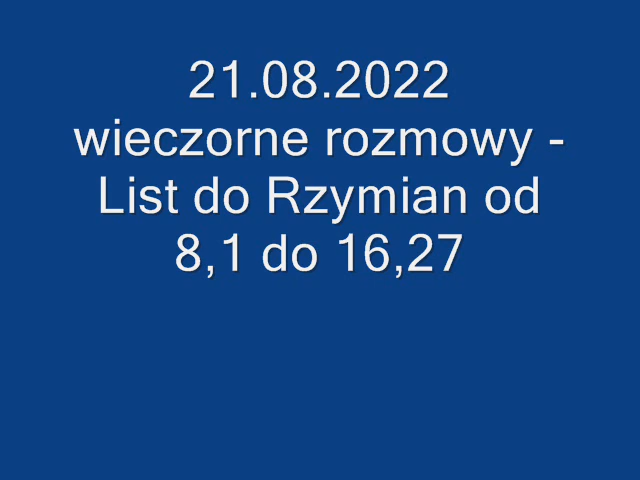 21.08.2022
wieczorne rozmowy -
List do Rzymian od
8,1 do 16,27